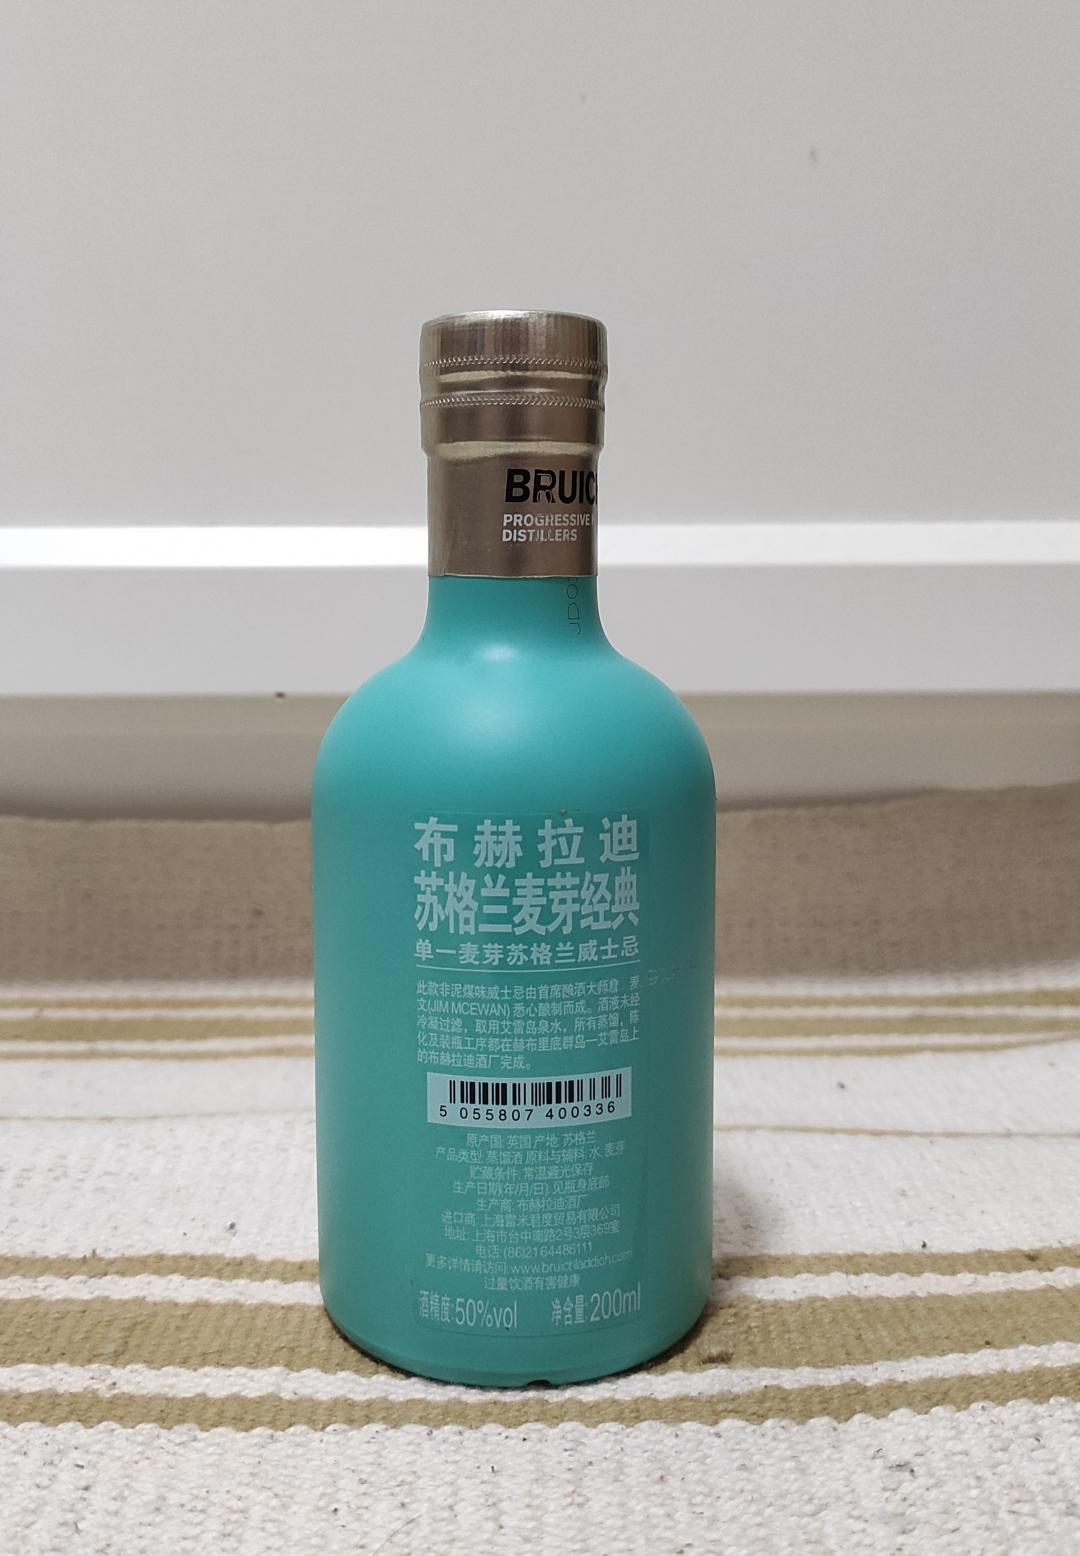 BRUIC
PROGRESSIVE
DISTILLERS
JDO
布赫拉迪
苏格兰麦芽经典
单一麦芽苏格兰威士忌
此款非泥煤味威士忌由首席酿酒大师詹 麦
文(JIM MCEWAN) 悉心酿制而成。酒液未经
冷凝过滤，取用艾雷岛泉水，所有蒸馏，陈
化及装瓶工序都在赫布里底群岛—艾雷岛上
的布赫拉迪酒厂完成。
5 055807 400336
原产国: 英国 产地: 苏格兰
产品类型: 蒸馏酒 原料与辅料: 水, 麦芽
贮藏条件: 常温避光保存
生产日期(年/月/日): 见瓶身底部
生产商: 布赫拉迪酒厂
进口商: 上海雷米君度贸易有限公司
地址: 上海市台中南路2号3层369室
电话: (86)21 64486111
更多详情请访问: www.bruichladdich.com
过量饮酒有害健康
酒精度:50%vol 净含量:200ml